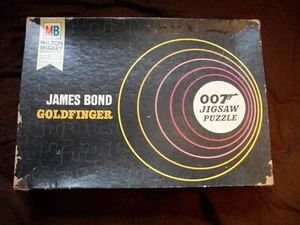 MB
MILTON
BRADLEY
JAMES BOND
GOLDFINGER
007
JIGSAW
PUZZLE